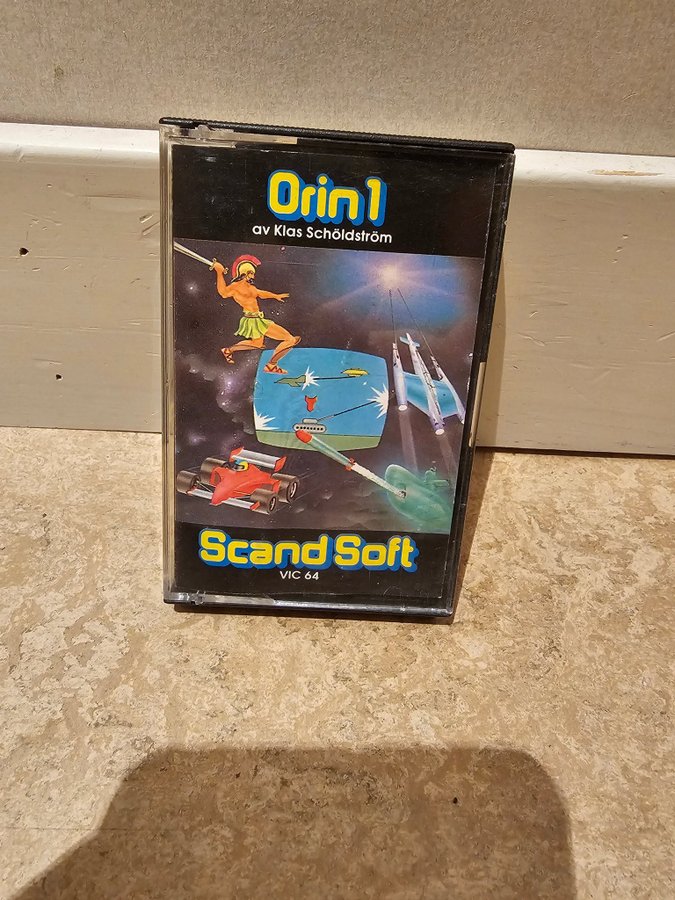 Orin 1
av Klas Schöldström
Scand Soft
VIC 64